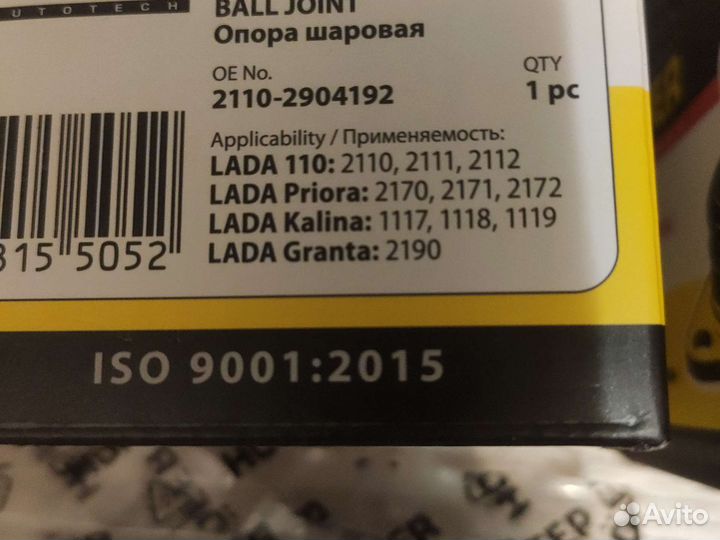 UTOTECH
BALL JOINT
Опора шаровая
OE No.
2110-2904192
QTY
1 pc
Applicability / Применяемость:
LADA 110: 2110, 2111, 2112
LADA Priora: 2170, 2171, 2172
LADA Kalina: 1117, 1118, 1119
LADA Granta: 2190
315 5052
ISO 9001:2015
Avito